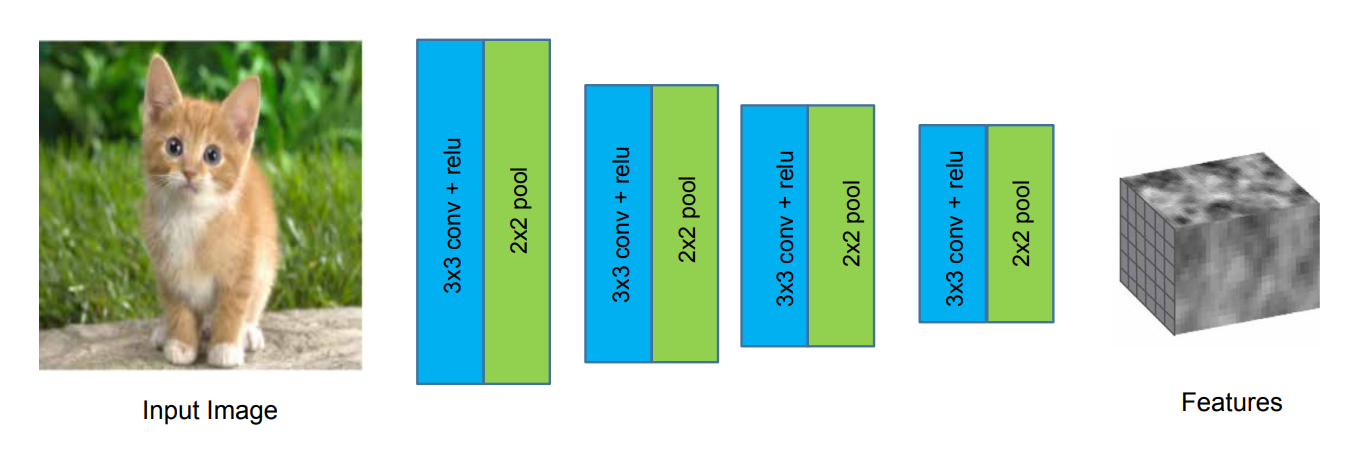 3x3 conv + relu
2x2 pool
3x3 conv + relu
2x2 pool
3x3 conv + relu
2x2 pool
3x3 conv + relu
2x2 pool
Input Image
Features